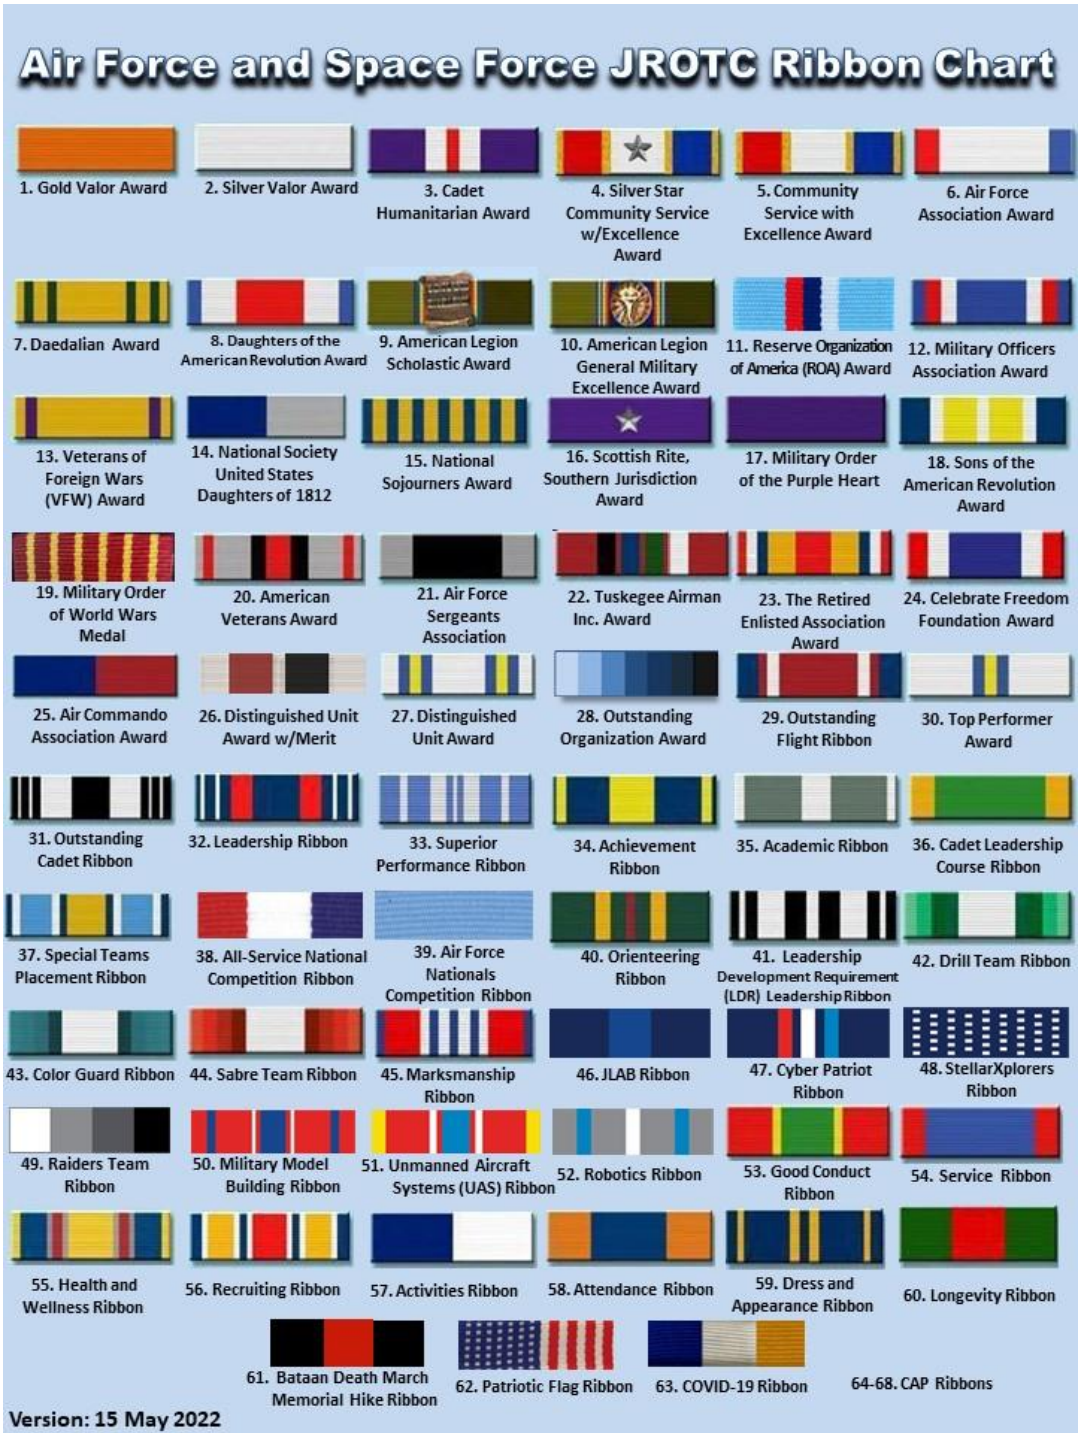 Air Force and Space Force JROTC Ribbon Chart
1. Gold Valor Award
2. Silver Valor Award
3. Cadet
Humanitarian Award
4. Silver Star
Community Service
w/Excellence
Award
5. Community
Service with
Excellence Award
6. Air Force
Association Award
7. Daedalian Award
8. Daughters of the
American Revolution Award
9. American Legion
Scholastic Award
10. American Legion
General Military
Excellence Award
11. Reserve Organization
of America (ROA) Award
12. Military Officers
Association Award
13. Veterans of
Foreign Wars
(VFW) Award
14. National Society
United States
Daughters of 1812
15. National
Sojourners Award
16. Scottish Rite,
Southern Jurisdiction
Award
17. Military Order
of the Purple Heart
18. Sons of the
American Revolution
Award
19. Military Order
of World Wars
Medal
20. American
Veterans Award
21. Air Force
Sergeants
Association
22. Tuskegee Airman
Inc. Award
23. The Retired
Enlisted Association
Award
24. Celebrate Freedom
Foundation Award
25. Air Commando
Association Award
26. Distinguished Unit
Award w/Merit
27. Distinguished
Unit Award
28. Outstanding
Organization Award
29. Outstanding
Flight Ribbon
30. Top Performer
Award
31. Outstanding
Cadet Ribbon
32. Leadership Ribbon
33. Superior
Performance Ribbon
34. Achievement
Ribbon
35. Academic Ribbon
36. Cadet Leadership
Course Ribbon
37. Special Teams
Placement Ribbon
38. All-Service National
Competition Ribbon
39. Air Force
Nationals
Competition Ribbon
40. Orienteering
Ribbon
41. Leadership
Development Requirement
(LDR) Leadership Ribbon
42. Drill Team Ribbon
43. Color Guard Ribbon
44. Sabre Team Ribbon
45. Marksmanship
Ribbon
46. JLAB Ribbon
47. Cyber Patriot
Ribbon
48. StellarXplorers
Ribbon
49. Raiders Team
Ribbon
50. Military Model
Building Ribbon
51. Unmanned Aircraft
Systems (UAS) Ribbon
52. Robotics Ribbon
53. Good Conduct
Ribbon
54. Service Ribbon
55. Health and
Wellness Ribbon
56. Recruiting Ribbon
57. Activities Ribbon
58. Attendance Ribbon
59. Dress and
Appearance Ribbon
60. Longevity Ribbon
61. Bataan Death March
Memorial Hike Ribbon
62. Patriotic Flag Ribbon
63. COVID-19 Ribbon
64-68. CAP Ribbons
Version: 15 May 2022